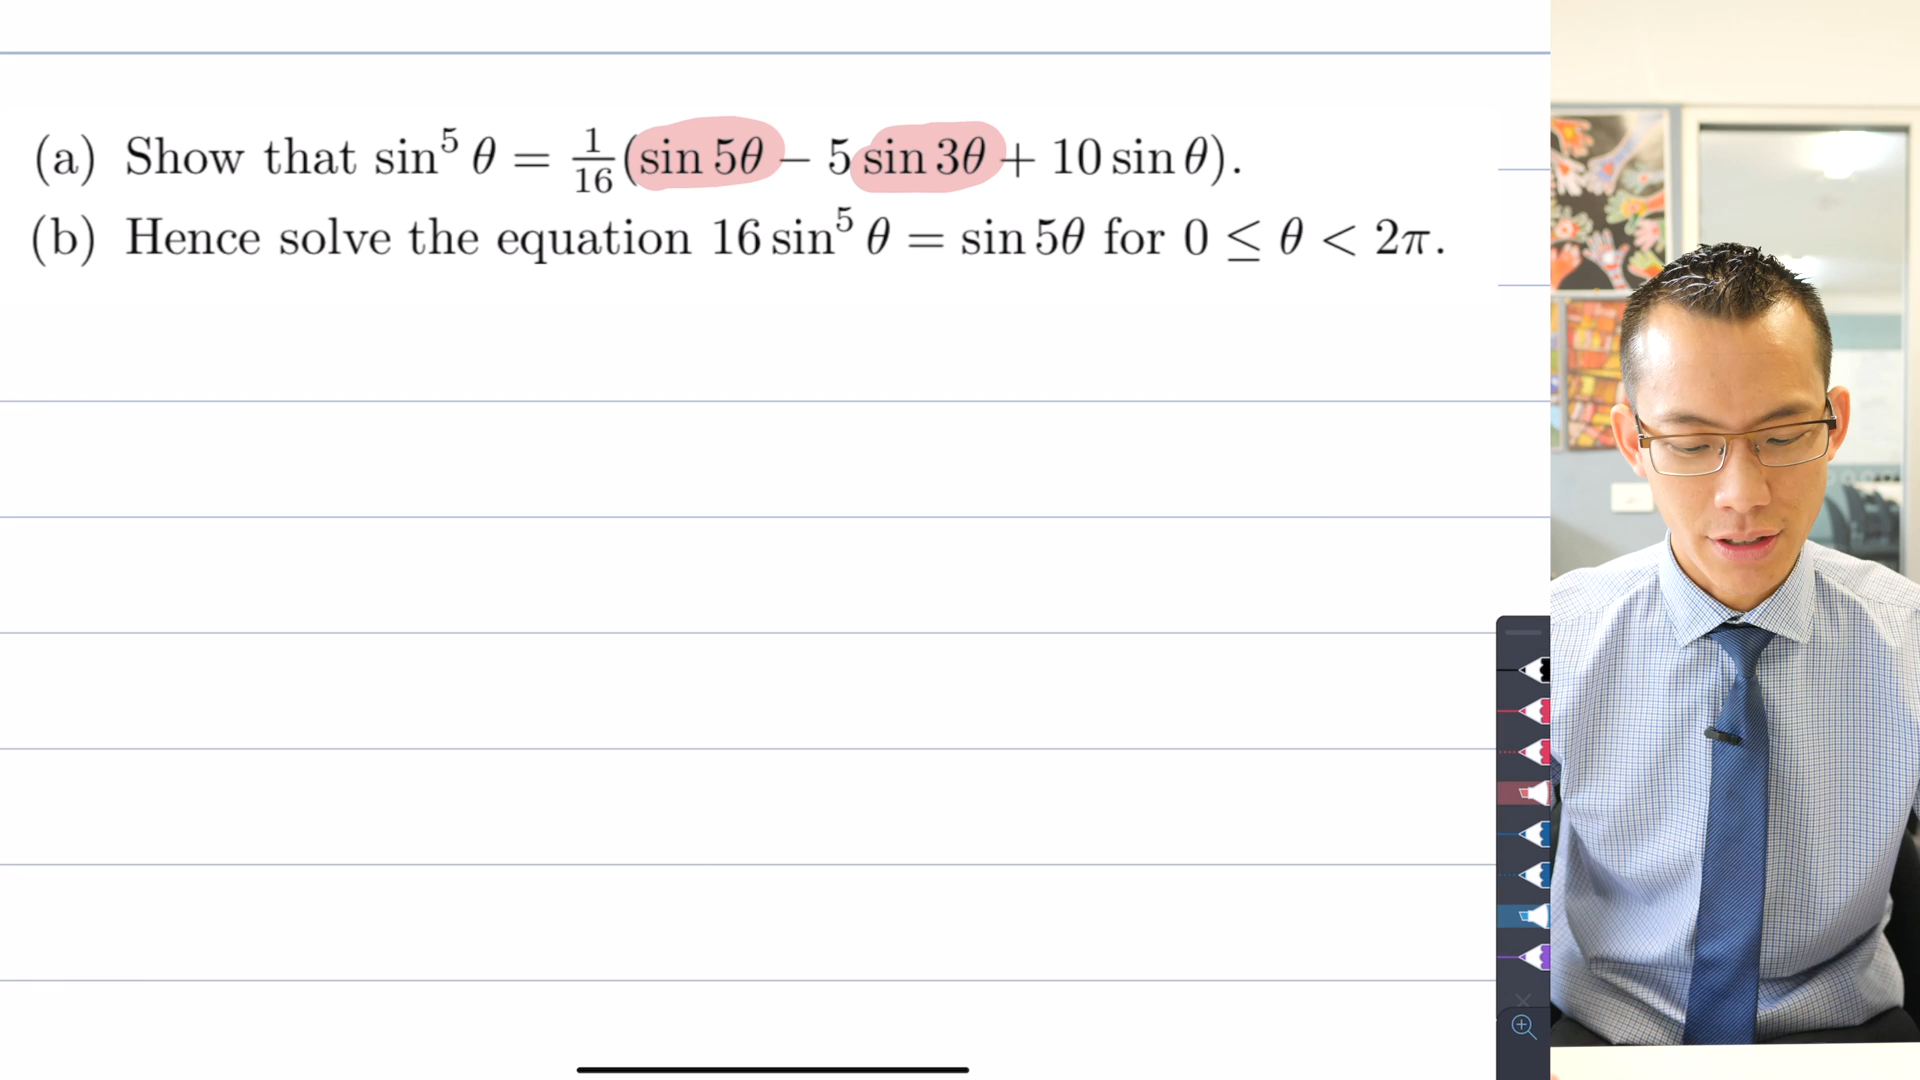 (a) Show that sin⁵ θ = 1/16 (sin 5θ − 5 sin 3θ + 10 sin θ).
(b) Hence solve the equation 16 sin⁵ θ = sin 5θ for 0 ≤ θ < 2π.